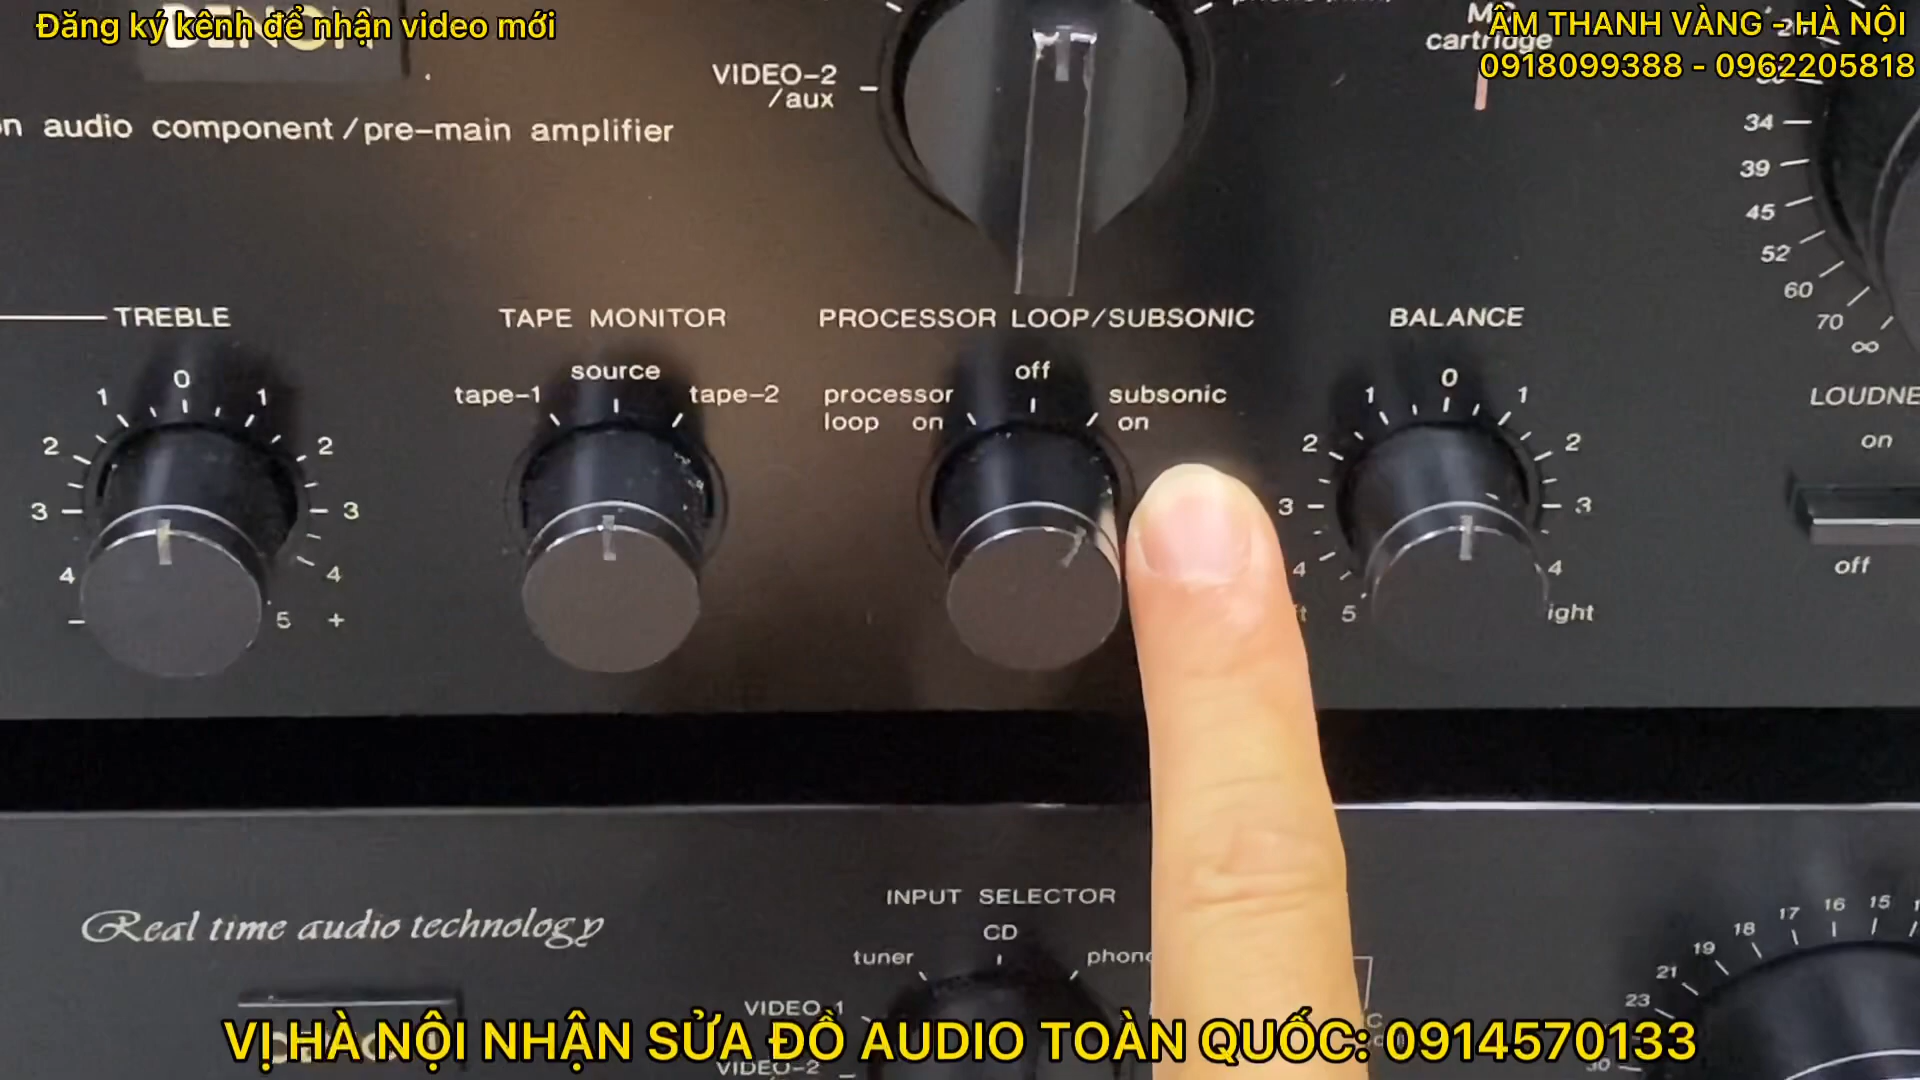 Đăng ký kênh để nhận video mới
ÂM THANH VÀNG - HÀ NỘI
0918099388 - 0962205818
DENON
audio component/pre-main amplifier
VIDEO-2
/aux
MC
cartridge
34
39
45
52
60
70
∞
TREBLE
TAPE MONITOR
PROCESSOR LOOP/SUBSONIC
BALANCE
0
1 1
2 2
3 3
4 4
- 5 +
source
tape-1 tape-2
off
processor
loop on
subsonic
on
0
1 1
2 2
3 3
4 4
5
on
off
Real time audio technology
INPUT SELECTOR
CD
tuner
VIDEO-1
VIDEO-2
15
16
17
18
19
21
23
30
VỊ HÀ NỘI NHẬN SỬA ĐỒ AUDIO TOÀN QUỐC: 0914570133